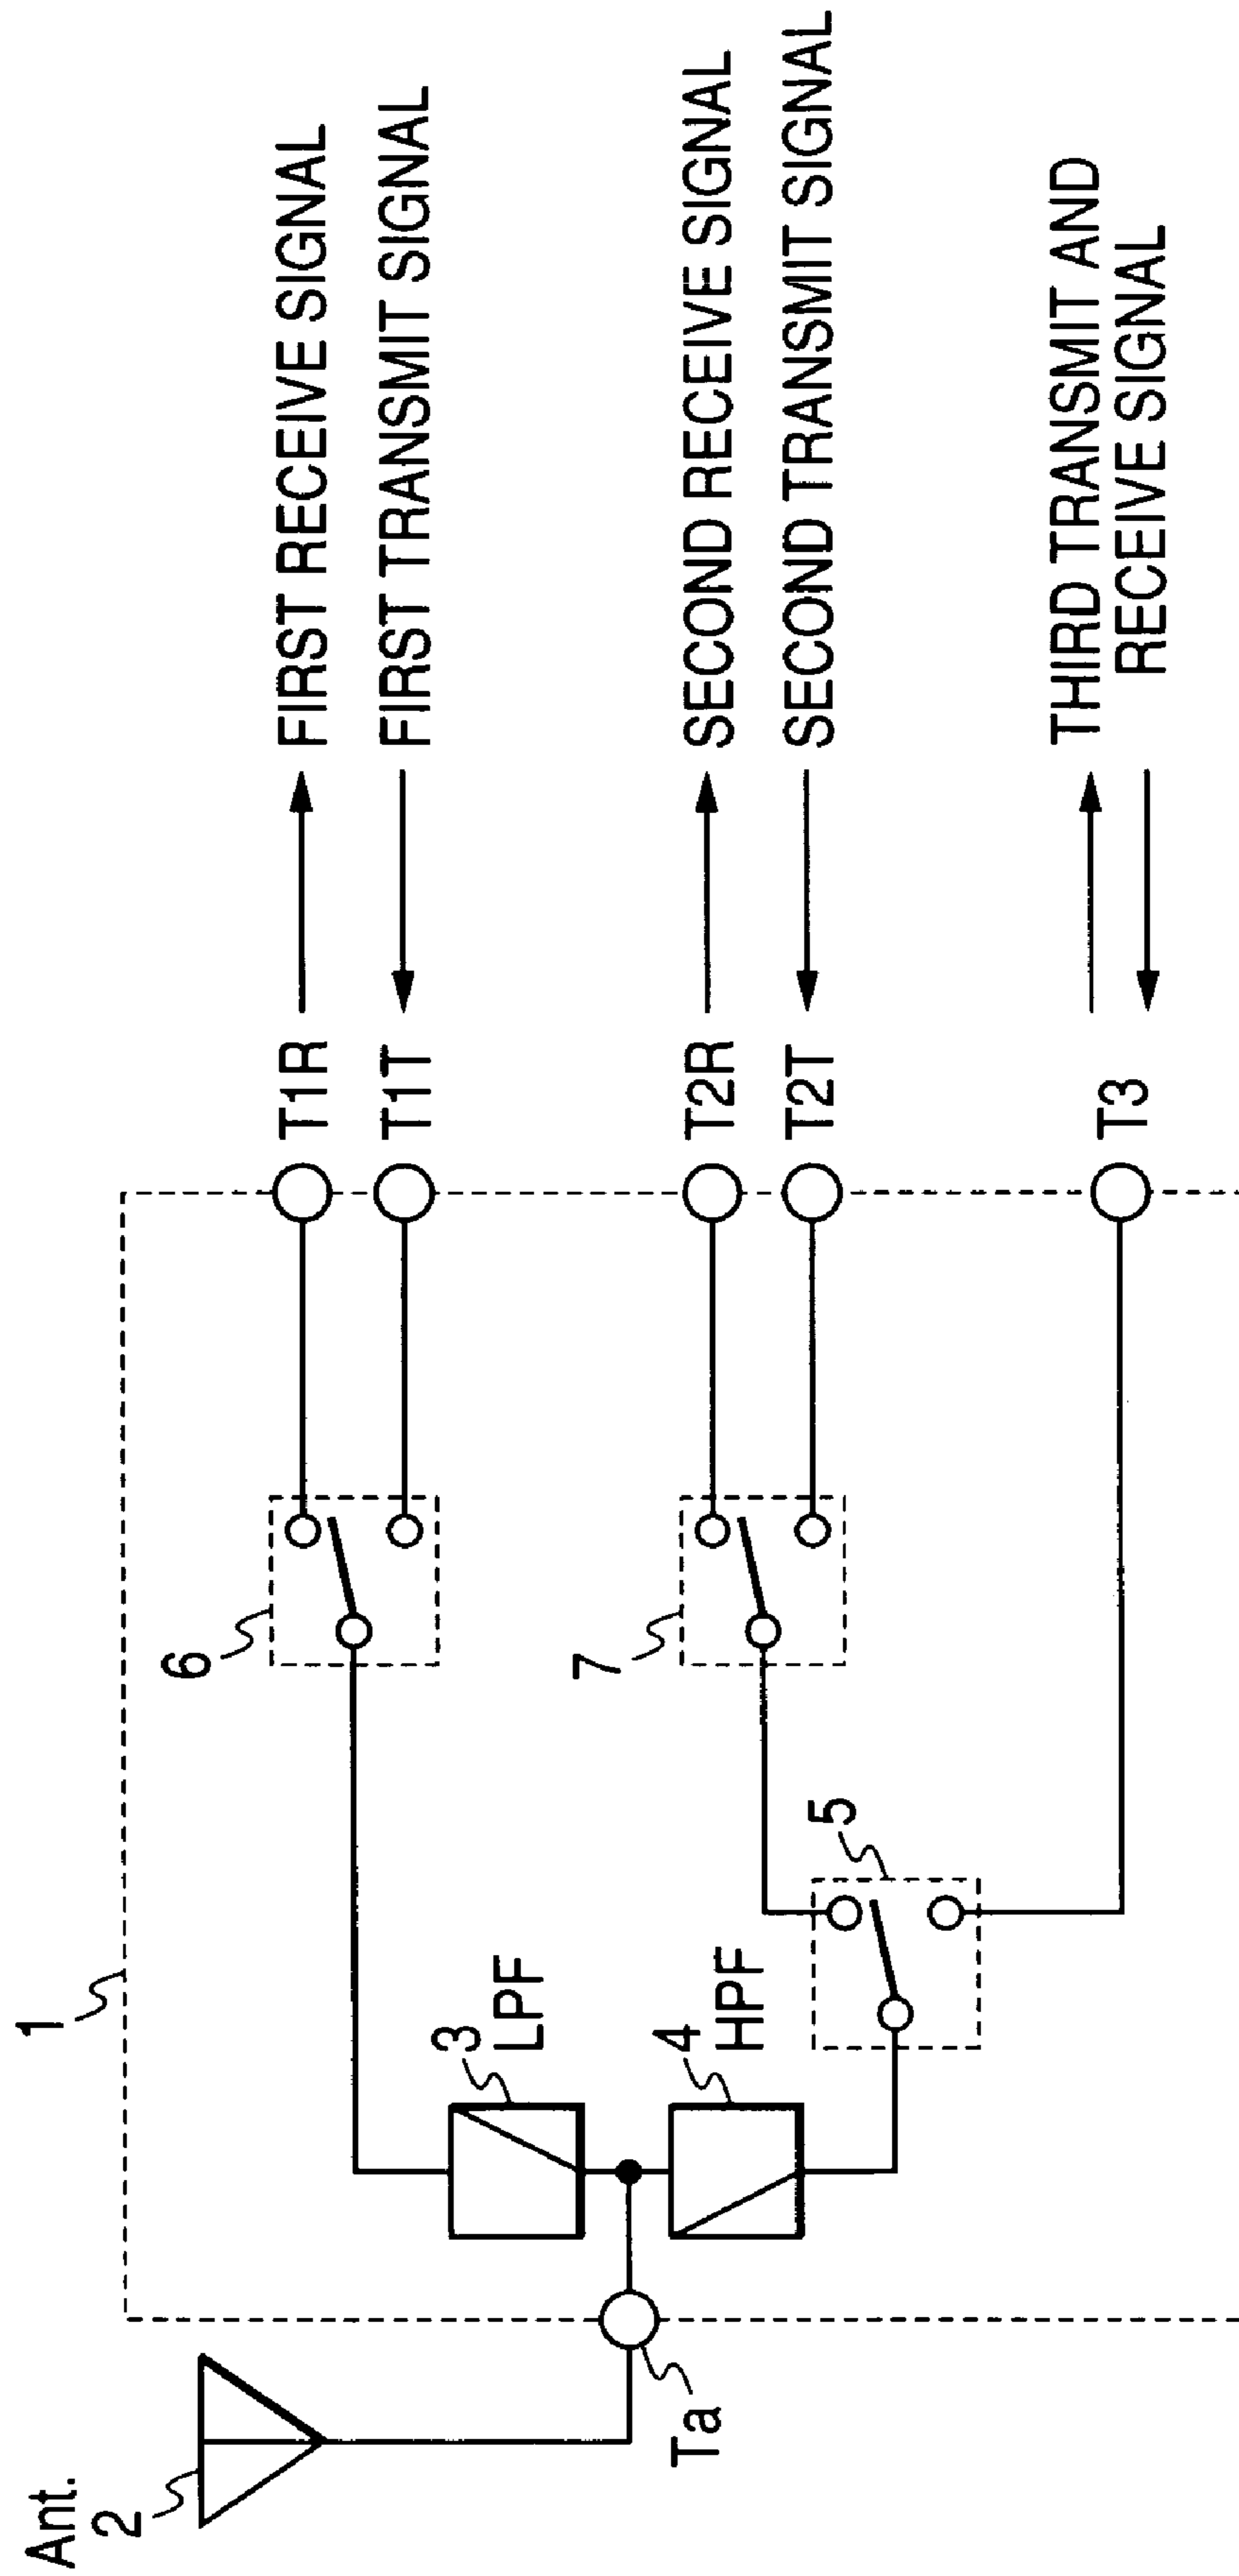 Ant.
2
1
Ta
3
LPF
4
HPF
5
6
7
T1R
FIRST RECEIVE SIGNAL
T1T
FIRST TRANSMIT SIGNAL
T2R
SECOND RECEIVE SIGNAL
T2T
SECOND TRANSMIT SIGNAL
T3
THIRD TRANSMIT AND
RECEIVE SIGNAL